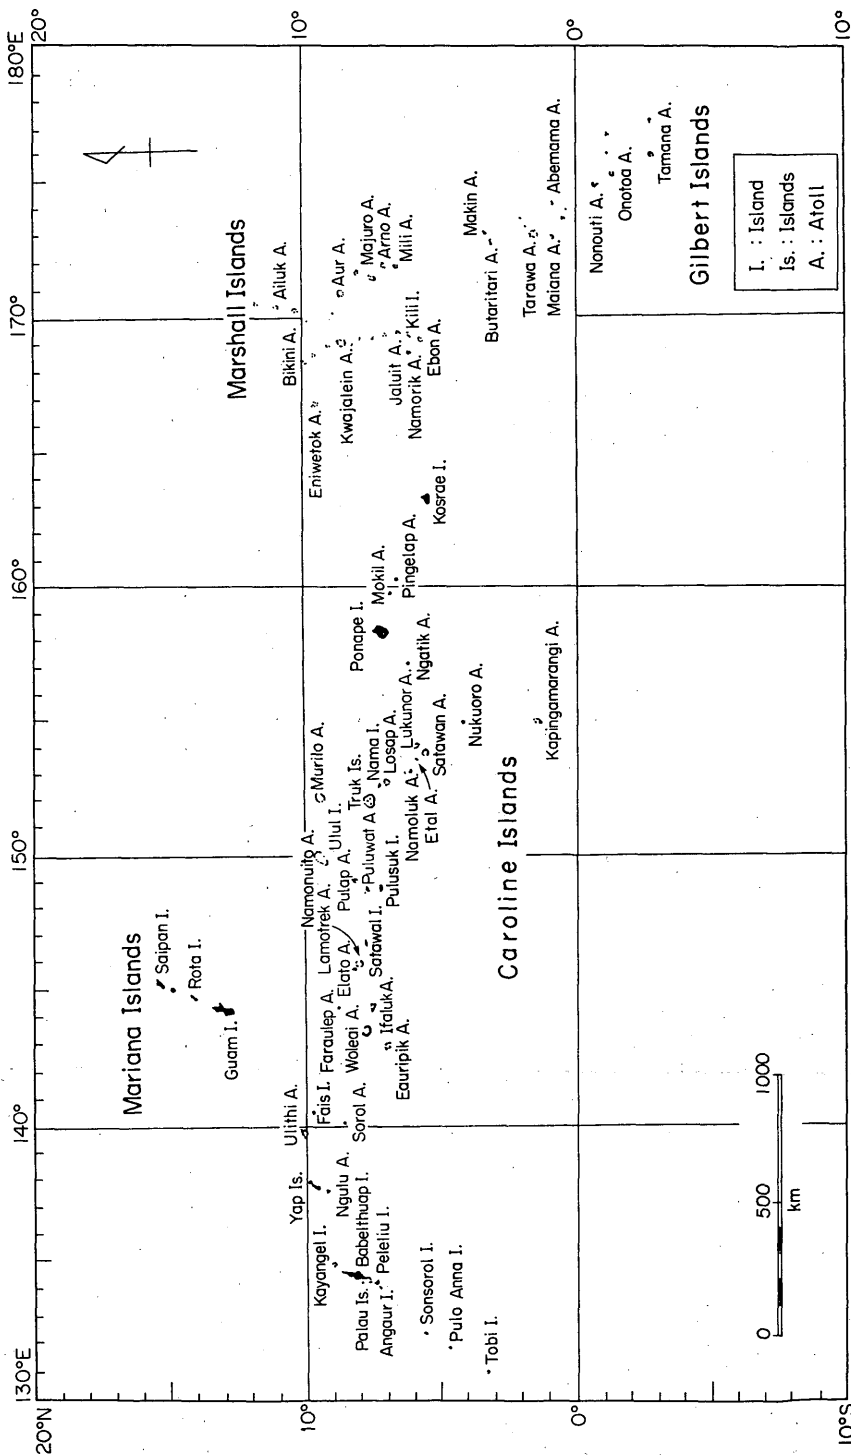 130°E
140°
150°
160°
170°
180°E
20°N
20°
10°
10°
0°
0°
10°S
10°
Mariana Islands
Saipan I.
Rota I.
Guam I.
Marshall Islands
Bikini A.
Ailuk A.
Eniwetok A.
Kwajalein A.
Aur A.
Majuro A.
Arno A.
Mili A.
Jaluit A.
Kili I.
Namorik A.
Ebon A.
Makin A.
Butaritari A.
Tarawa A.
Maiana A.
Abemama A.
Nonouti A.
Onotoa A.
Tamana A.
Gilbert Islands
Caroline Islands
Yap Is.
Ulithi A.
Fais I.
Ngulu A.
Sorol A.
Kayangel I.
Palau Is.
Babelthuap I.
Angaur I.
Peleliu I.
Sonsorol I.
Pulo Anna I.
Tobi I.
Faraulep A.
Woleai A.
Eauripik A.
Ifaluk A.
Elato A.
Lamotrek A.
Satawal I.
Namonuito A.
Ulul I.
Pulap A.
Puluwat A.
Pulusuk I.
Murilo A.
Truk Is.
Nama I.
Losap A.
Namoluk A.
Etal A.
Lukunor A.
Satawan A.
Ngatik A.
Nukuoro A.
Kapingamarangi A.
Ponape I.
Mokil A.
Pingelap A.
Kosrae I.
I. : Island
Is. : Islands
A. : Atoll
0
500
1000
km